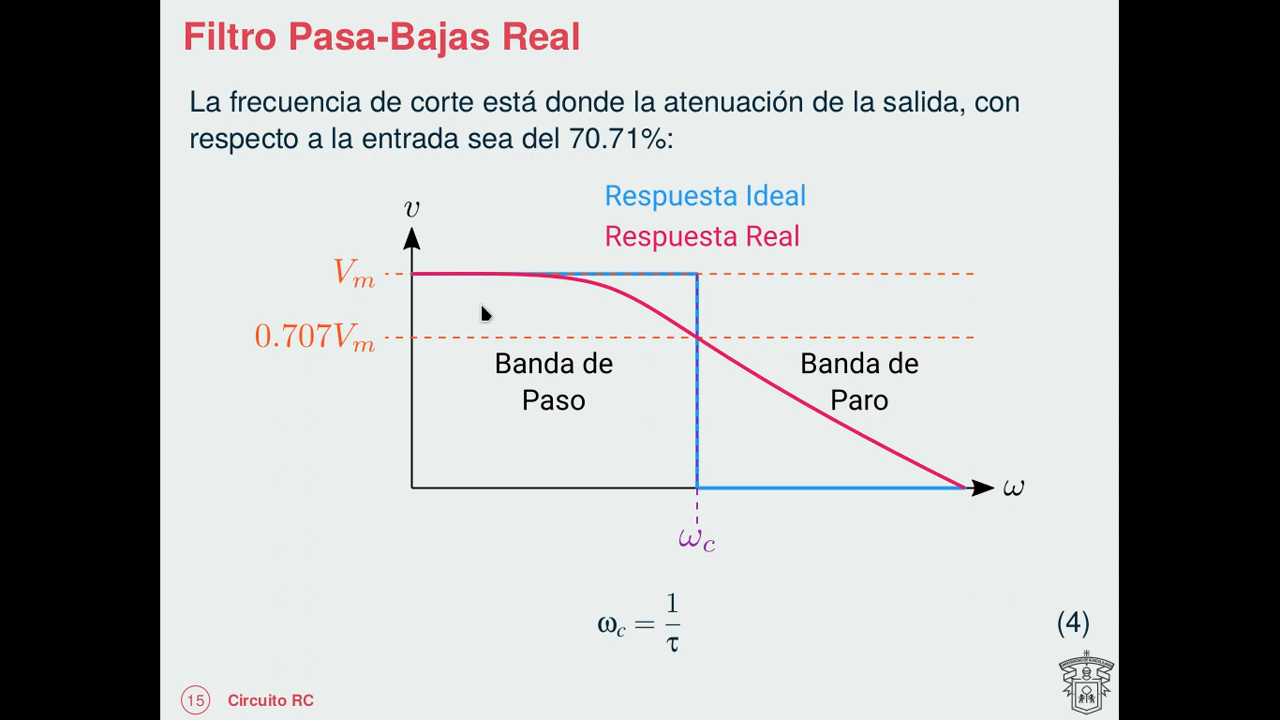 Filtro Pasa-Bajas Real
La frecuencia de corte está donde la atenuación de la salida, con
respecto a la entrada sea del 70.71%:
Respuesta Ideal
Respuesta Real
v
V_m
0.707V_m
Banda de
Paso
Banda de
Paro
ω
ω_c
ω_c = 1/τ
(4)
15 Circuito RC